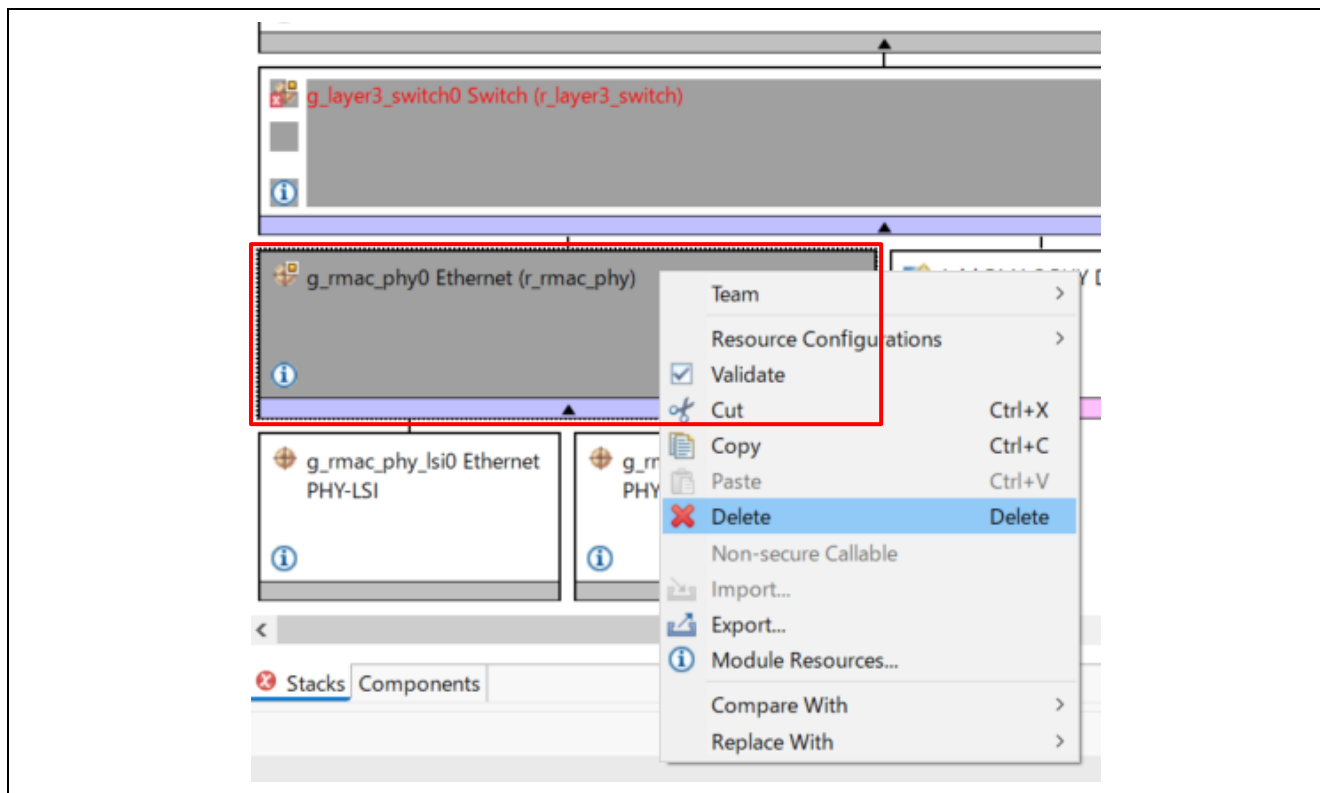 g_layer3_switch0 Switch (r_layer3_switch)
g_rmac_phy0 Ethernet (r_rmac_phy)
Team
Resource Configurations
Validate
Cut Ctrl+X
Copy Ctrl+C
Paste Ctrl+V
Delete Delete
Non-secure Callable
Import...
Export...
Module Resources...
Compare With
Replace With
g_rmac_phy_lsi0 Ethernet
PHY-LSI
PHY
Stacks Components